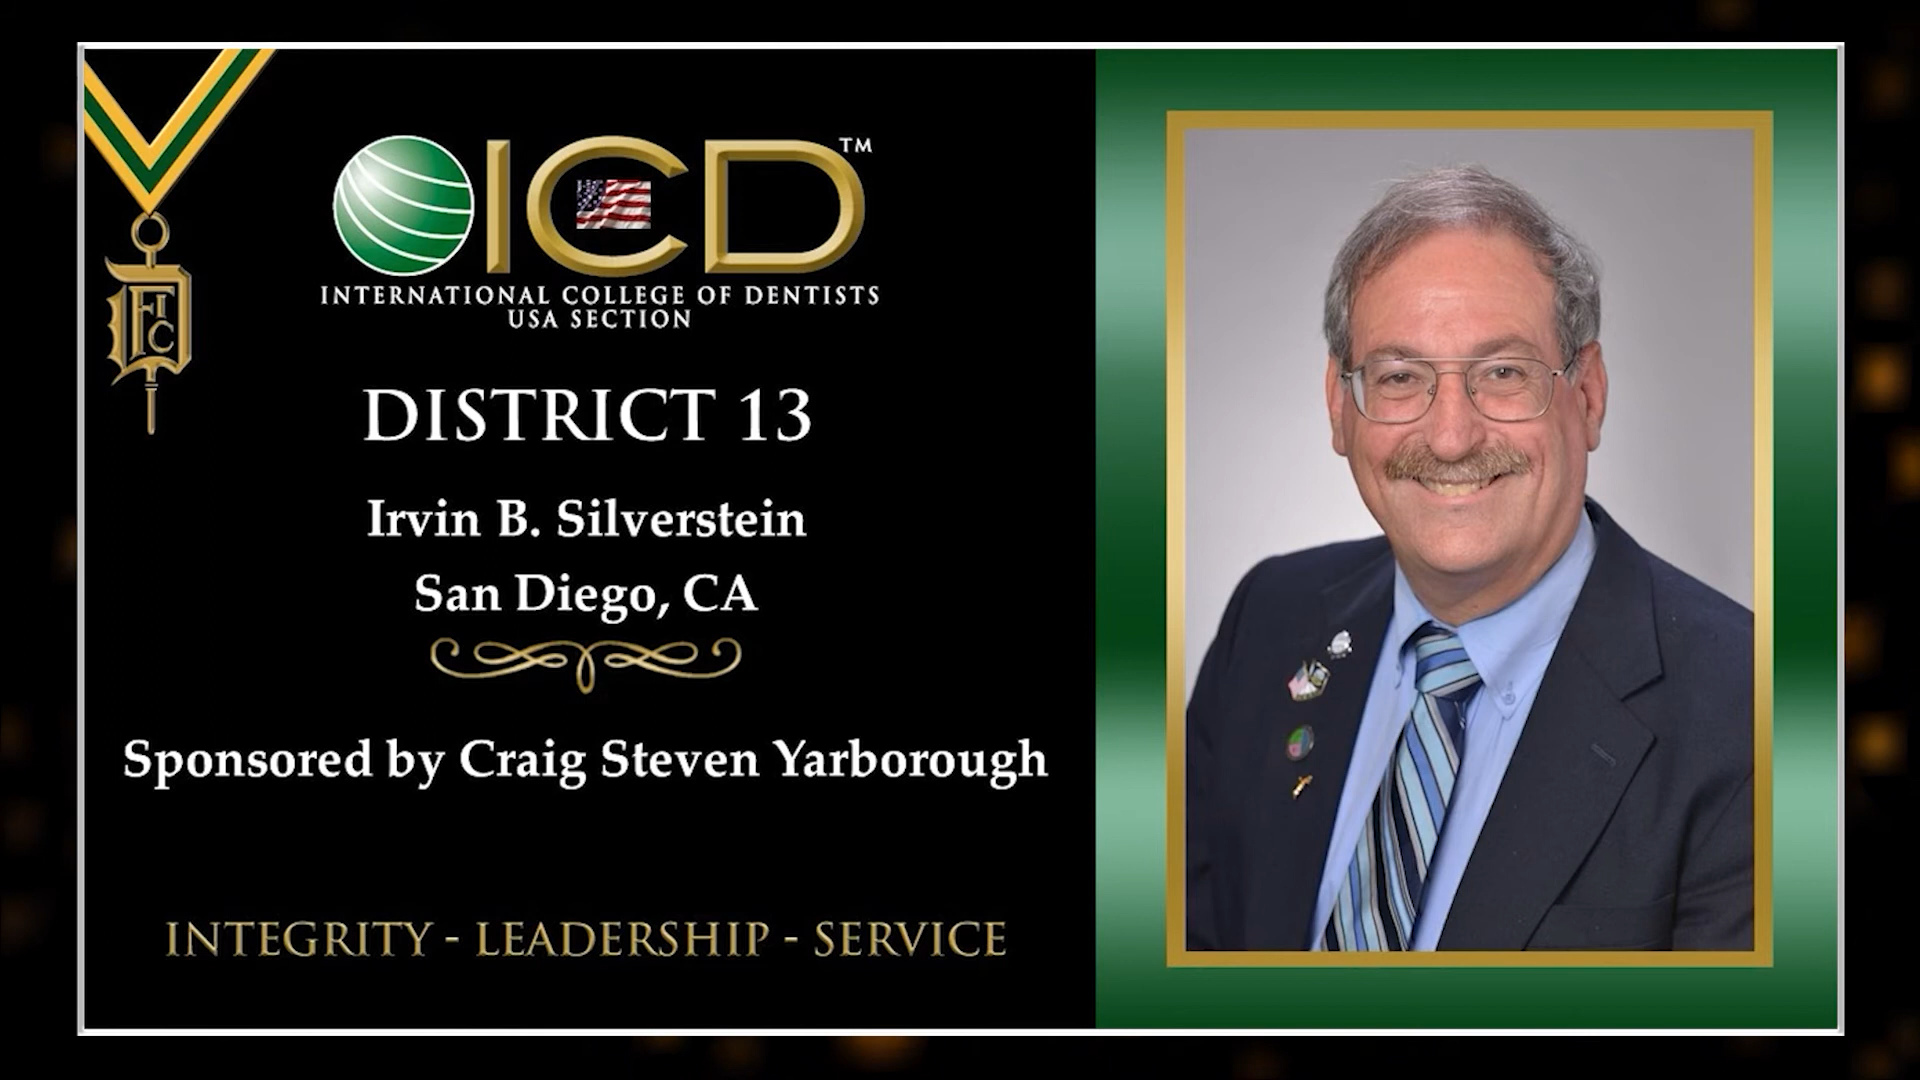 ICD™
INTERNATIONAL COLLEGE OF DENTISTS
USA SECTION
DFIC
DISTRICT 13
Irvin B. Silverstein
San Diego, CA
Sponsored by Craig Steven Yarborough
INTEGRITY - LEADERSHIP - SERVICE